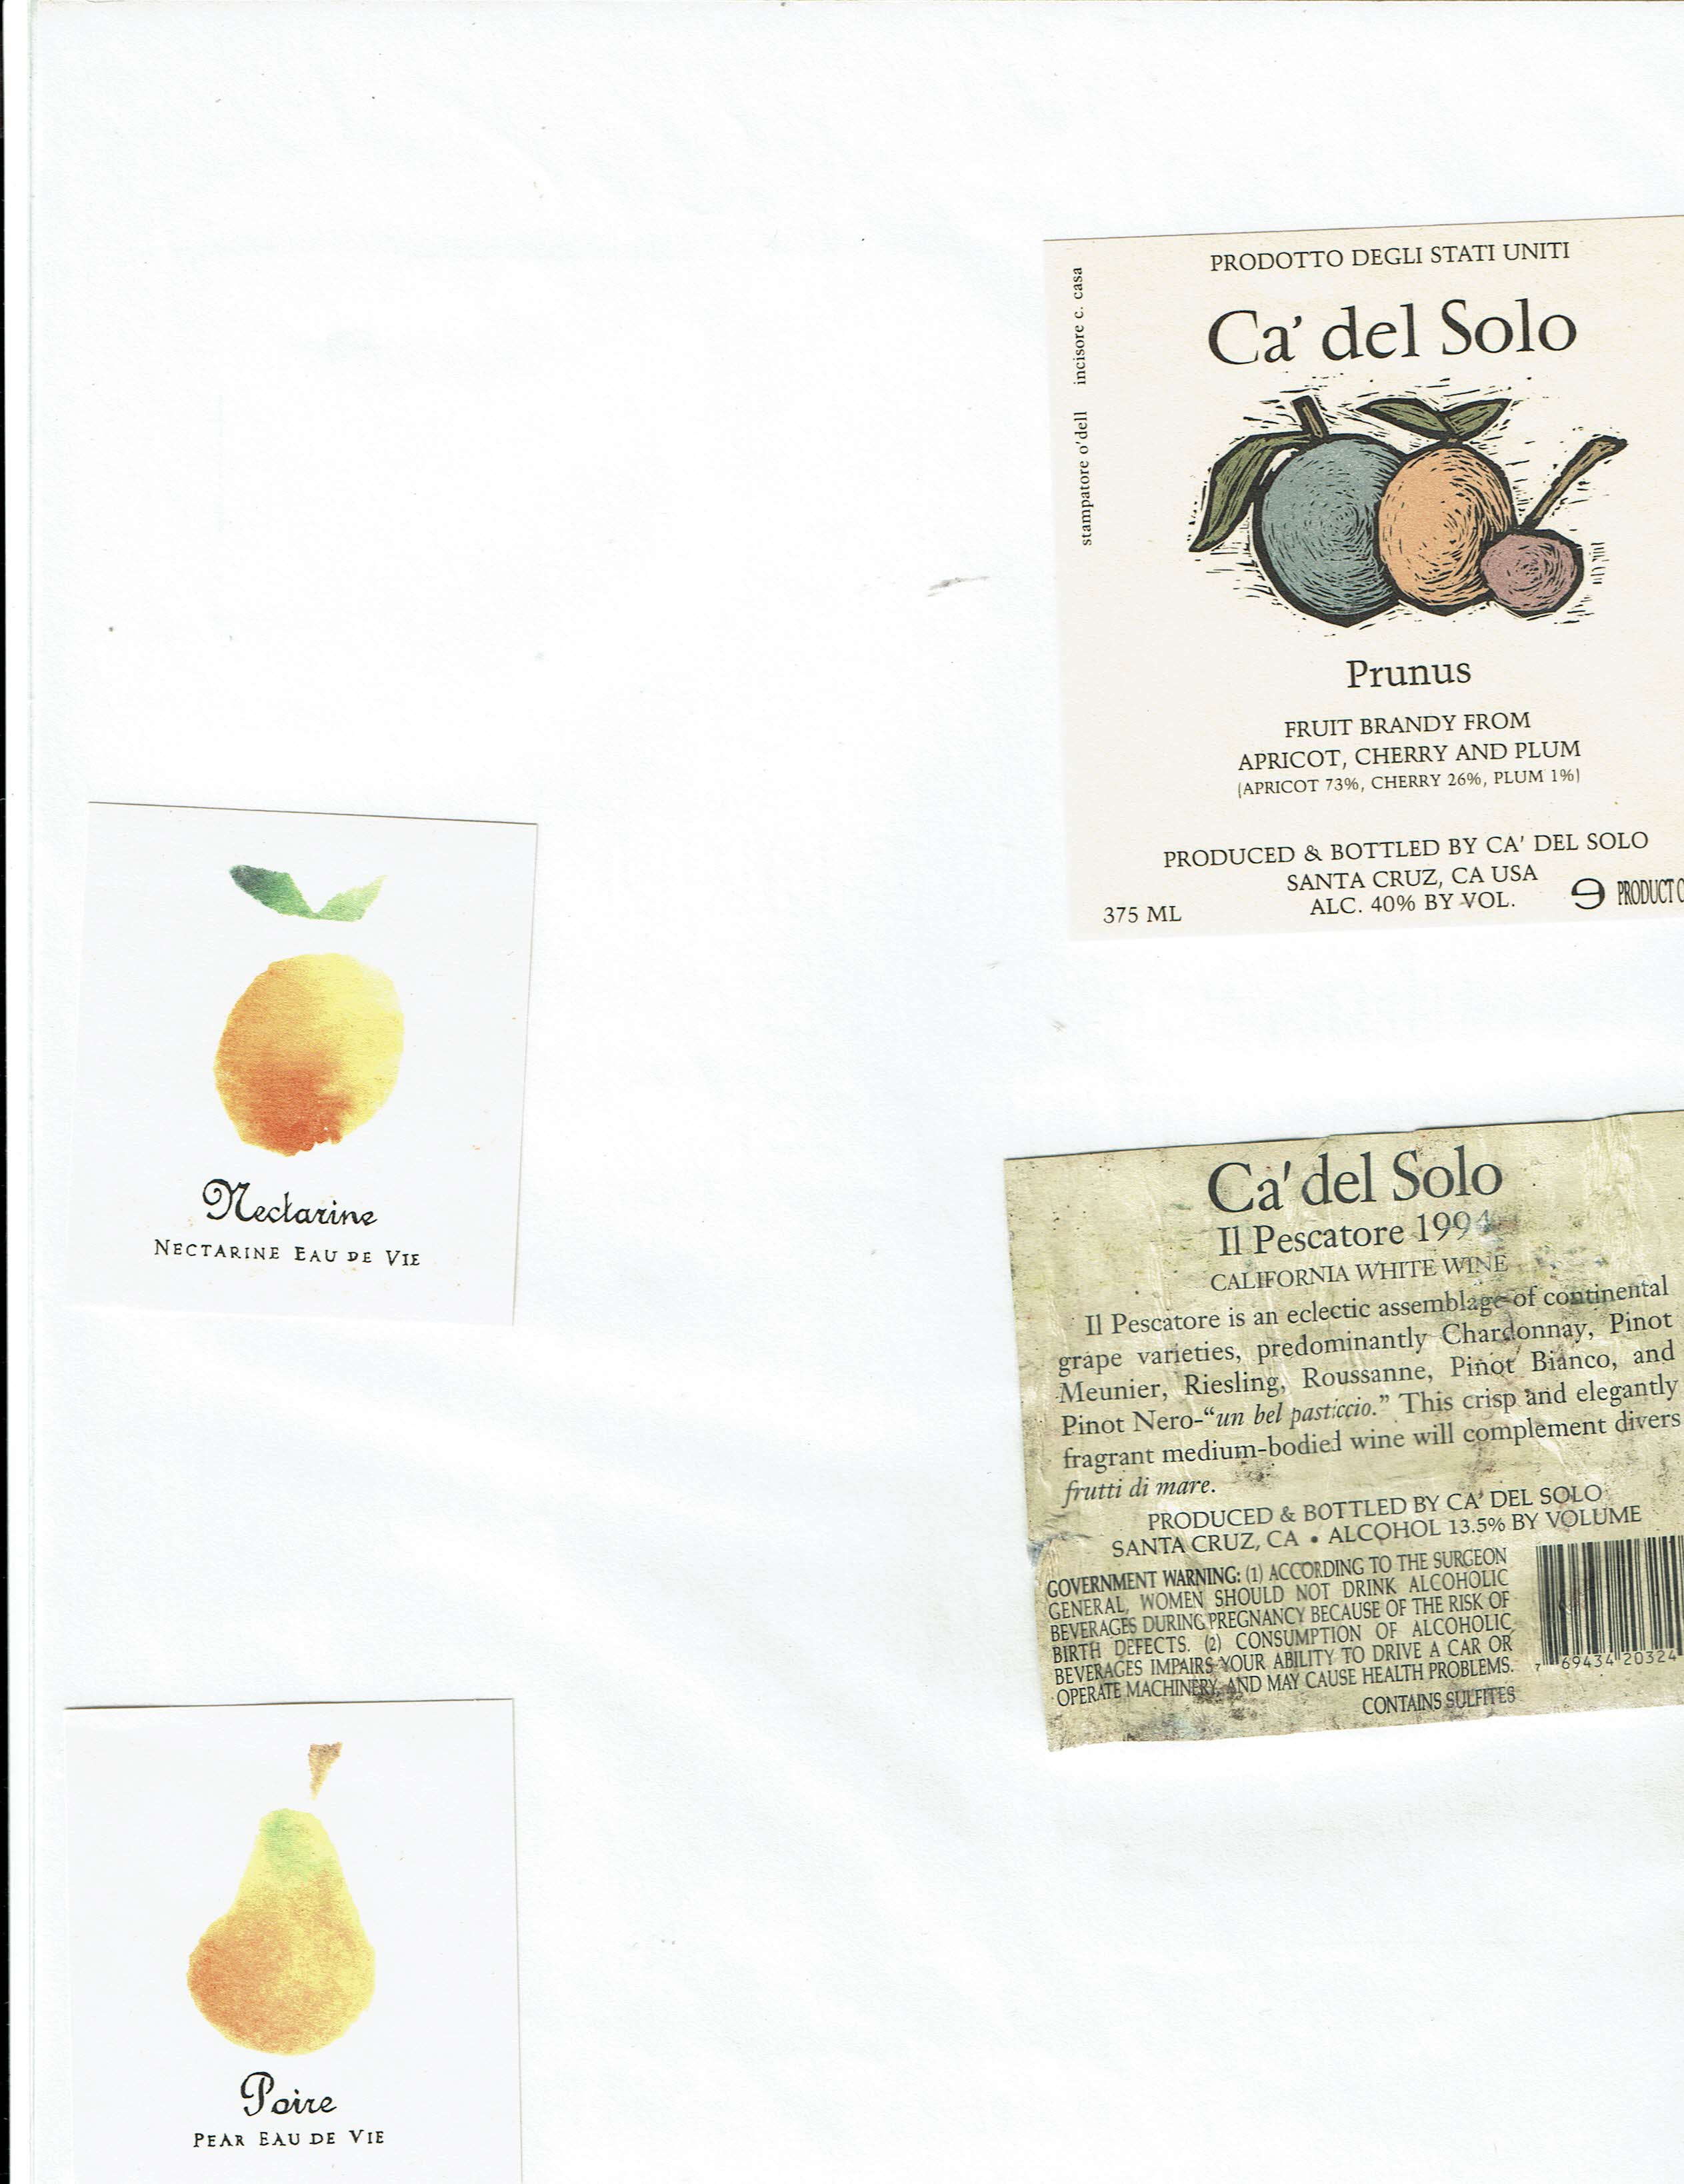 PRODOTTO DEGLI STATI UNITI
Ca' del Solo
stampatore o'dell incisore c. casa
Prunus
FRUIT BRANDY FROM
APRICOT, CHERRY AND PLUM
(APRICOT 73%, CHERRY 26%, PLUM 1%)
PRODUCED & BOTTLED BY CA' DEL SOLO
SANTA CRUZ, CA USA
375 ML ALC. 40% BY VOL. PRODUCT
Nectarine
NECTARINE EAU DE VIE
Ca' del Solo
Il Pescatore 1994
CALIFORNIA WHITE WINE
Il Pescatore is an eclectic assemblage of continental
grape varieties, predominantly Chardonnay, Pinot
Meunier, Riesling, Roussanne, Pinot Bianco, and
Pinot Nero-“un bel pasticcio.” This crisp and elegantly
fragrant medium-bodied wine will complement divers
frutti di mare.
PRODUCED & BOTTLED BY CA' DEL SOLO
SANTA CRUZ, CA • ALCOHOL 13.5% BY VOLUME
GOVERNMENT WARNING: (1) ACCORDING TO THE SURGEON
GENERAL, WOMEN SHOULD NOT DRINK ALCOHOLIC
BEVERAGES DURING PREGNANCY BECAUSE OF THE RISK OF
BIRTH DEFECTS. (2) CONSUMPTION OF ALCOHOLIC
BEVERAGES IMPAIRS YOUR ABILITY TO DRIVE A CAR OR
OPERATE MACHINERY, AND MAY CAUSE HEALTH PROBLEMS.
CONTAINS SULFITES
7 69434 20324
Poire
PEAR EAU DE VIE